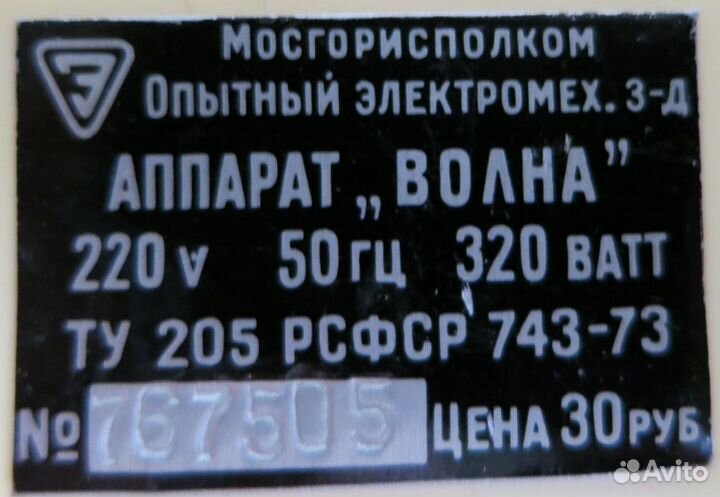 Э
Мосгорисполком
Опытный электромех. з-д
АППАРАТ „ВОЛНА”
220 v 50 гц 320 ватт
ТУ 205 РСФСР 743-73
№ 767505 Цена 30 руб
Avito